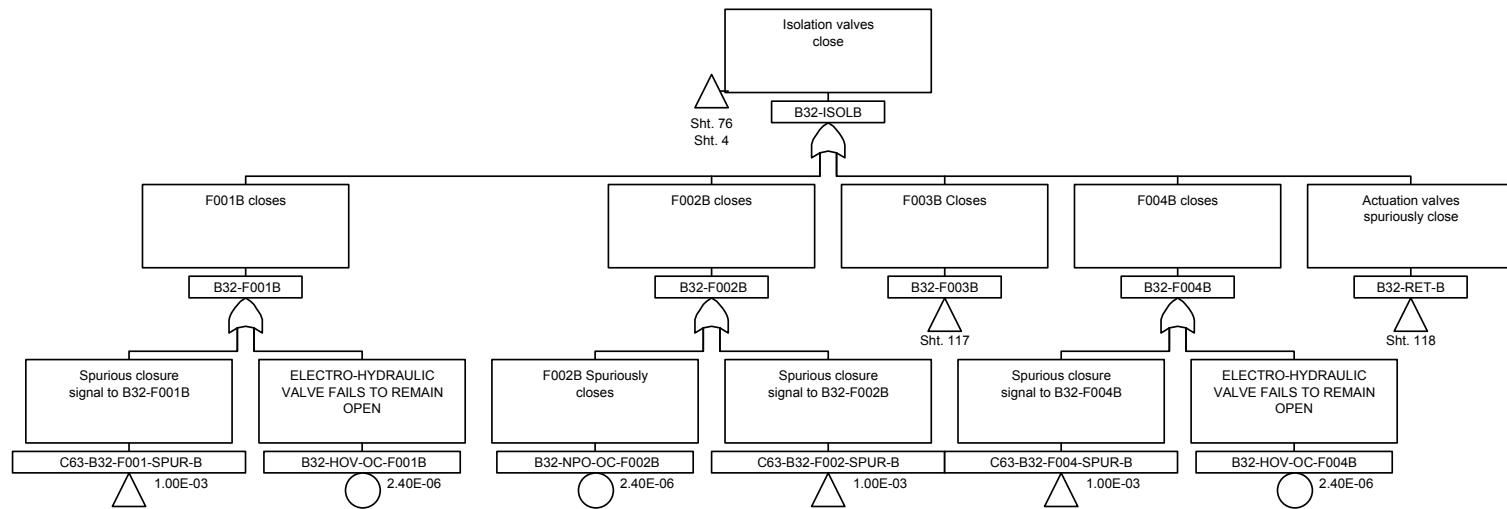 Isolation valves
close
B32-ISOLB
Sht. 76
Sht. 4
F001B closes
B32-F001B
F002B closes
B32-F002B
F003B Closes
B32-F003B
Sht. 117
F004B closes
B32-F004B
Actuation valves
spuriously close
B32-RET-B
Sht. 118
Spurious closure
signal to B32-F001B
C63-B32-F001-SPUR-B
1.00E-03
ELECTRO-HYDRAULIC
VALVE FAILS TO REMAIN
OPEN
B32-HOV-OC-F001B
2.40E-06
F002B Spuriously
closes
B32-NPO-OC-F002B
2.40E-06
Spurious closure
signal to B32-F002B
C63-B32-F002-SPUR-B
1.00E-03
Spurious closure
signal to B32-F004B
C63-B32-F004-SPUR-B
1.00E-03
ELECTRO-HYDRAULIC
VALVE FAILS TO REMAIN
OPEN
B32-HOV-OC-F004B
2.40E-06